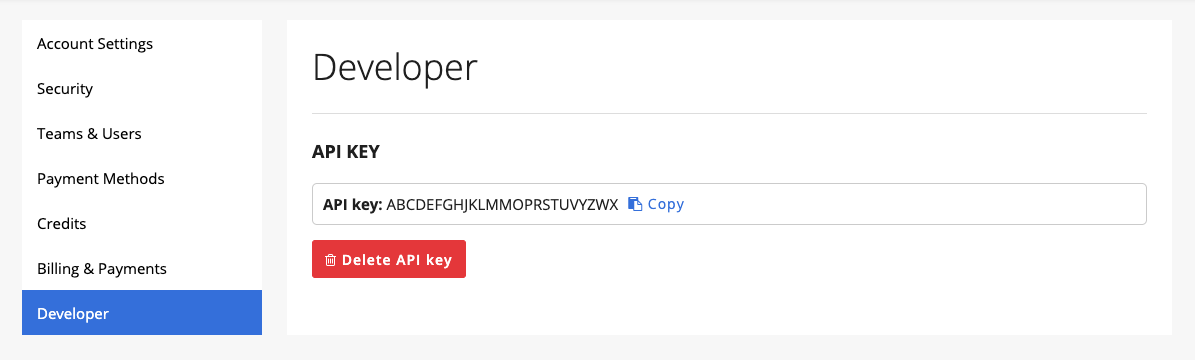 Account Settings
Security
Teams & Users
Payment Methods
Credits
Billing & Payments
Developer
Developer
API KEY
API key: ABCDEFGHJKLMMOPRSTUVYZWX Copy
Delete API key